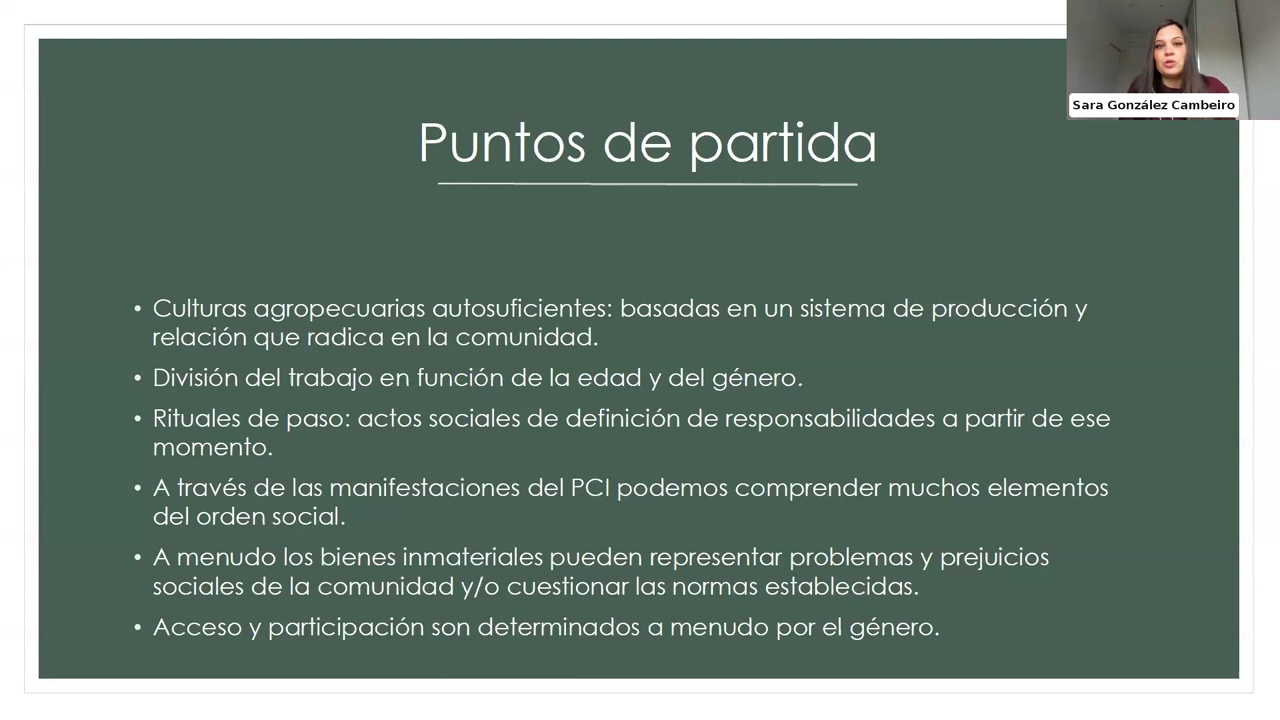 Sara González Cambeiro
Puntos de partida
• Culturas agropecuarias autosuficientes: basadas en un sistema de producción y
relación que radica en la comunidad.
• División del trabajo en función de la edad y del género.
• Rituales de paso: actos sociales de definición de responsabilidades a partir de ese
momento.
• A través de las manifestaciones del PCI podemos comprender muchos elementos
del orden social.
• A menudo los bienes inmateriales pueden representar problemas y prejuicios
sociales de la comunidad y/o cuestionar las normas establecidas.
• Acceso y participación son determinados a menudo por el género.